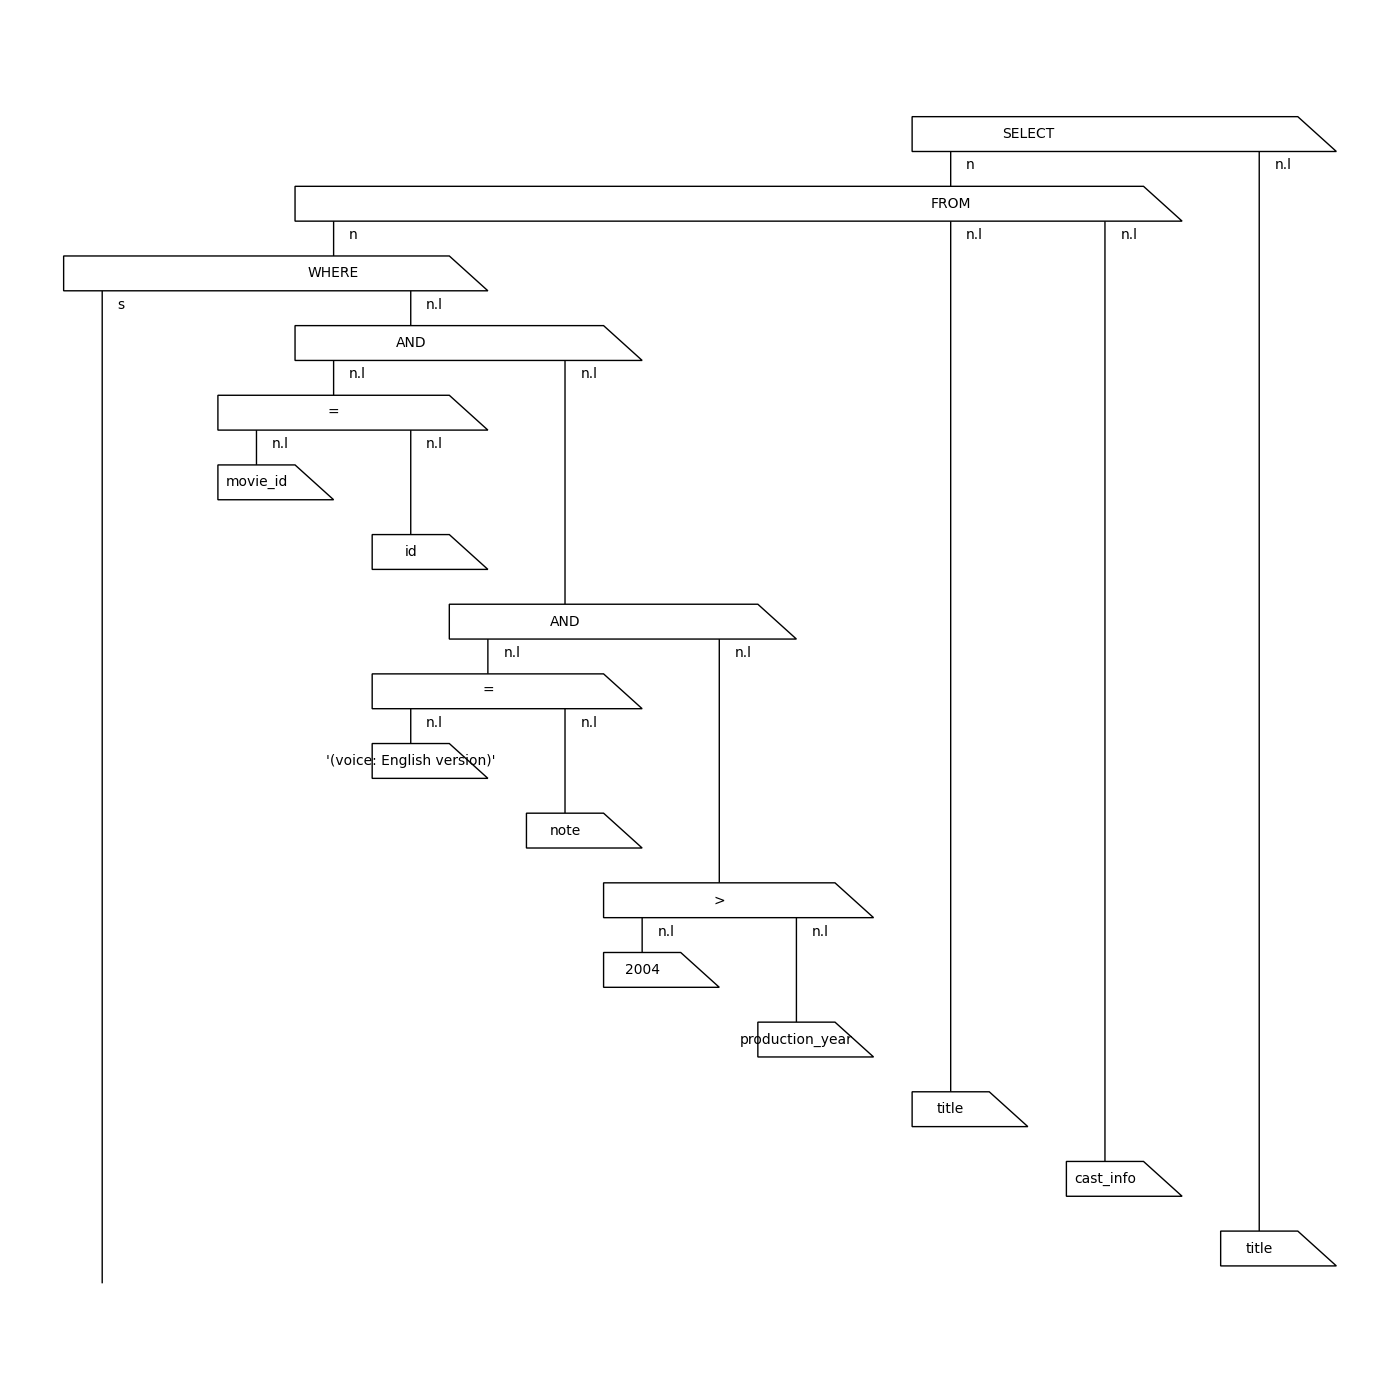 SELECT
n n.l
FROM
n n.l n.l
WHERE
s n.l
AND
n.l n.l
=
n.l n.l
movie_id
id
AND
n.l n.l
=
n.l n.l
'(voice: English version)'
note
>
n.l n.l
2004
production_year
title
cast_info
title